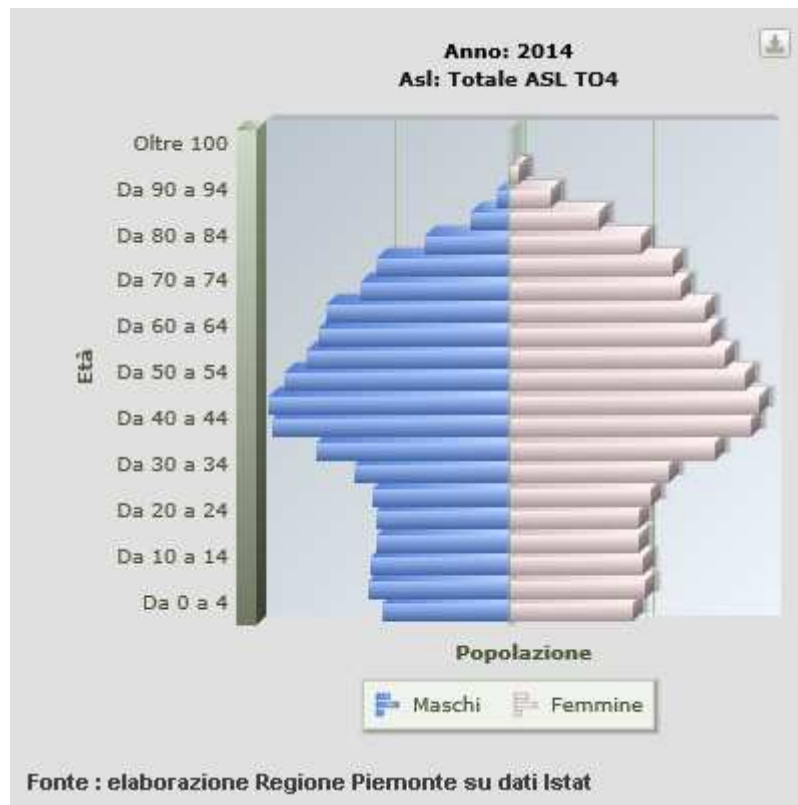 Anno: 2014
Asl: Totale ASL TO4
Oltre 100
Da 90 a 94
Da 80 a 84
Da 70 a 74
Da 60 a 64
Da 50 a 54
Da 40 a 44
Da 30 a 34
Da 20 a 24
Da 10 a 14
Da 0 a 4
Età
Popolazione
Maschi Femmine
Fonte : elaborazione Regione Piemonte su dati Istat